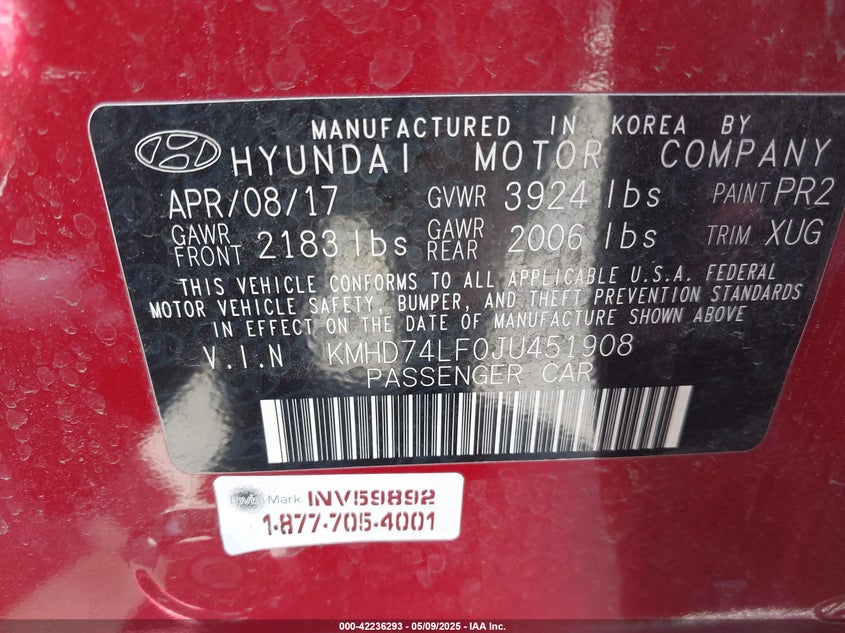 MANUFACTURED IN KOREA BY
HYUNDAI MOTOR COMPANY
APR/08/17 GVWR 3924 lbs PAINT PR2
GAWR FRONT 2183 lbs GAWR REAR 2006 lbs TRIM XUG
THIS VEHICLE CONFORMS TO ALL APPLICABLE U.S.A. FEDERAL
MOTOR VEHICLE SAFETY, BUMPER, AND THEFT PREVENTION STANDARDS
IN EFFECT ON THE DATE OF MANUFACTURE SHOWN ABOVE
V.I.N KMHD74LF0JU451908
PASSENGER CAR
Mark INV59892
1-877-705-4001
000-42236293 - 05/09/2025 - IAA Inc.